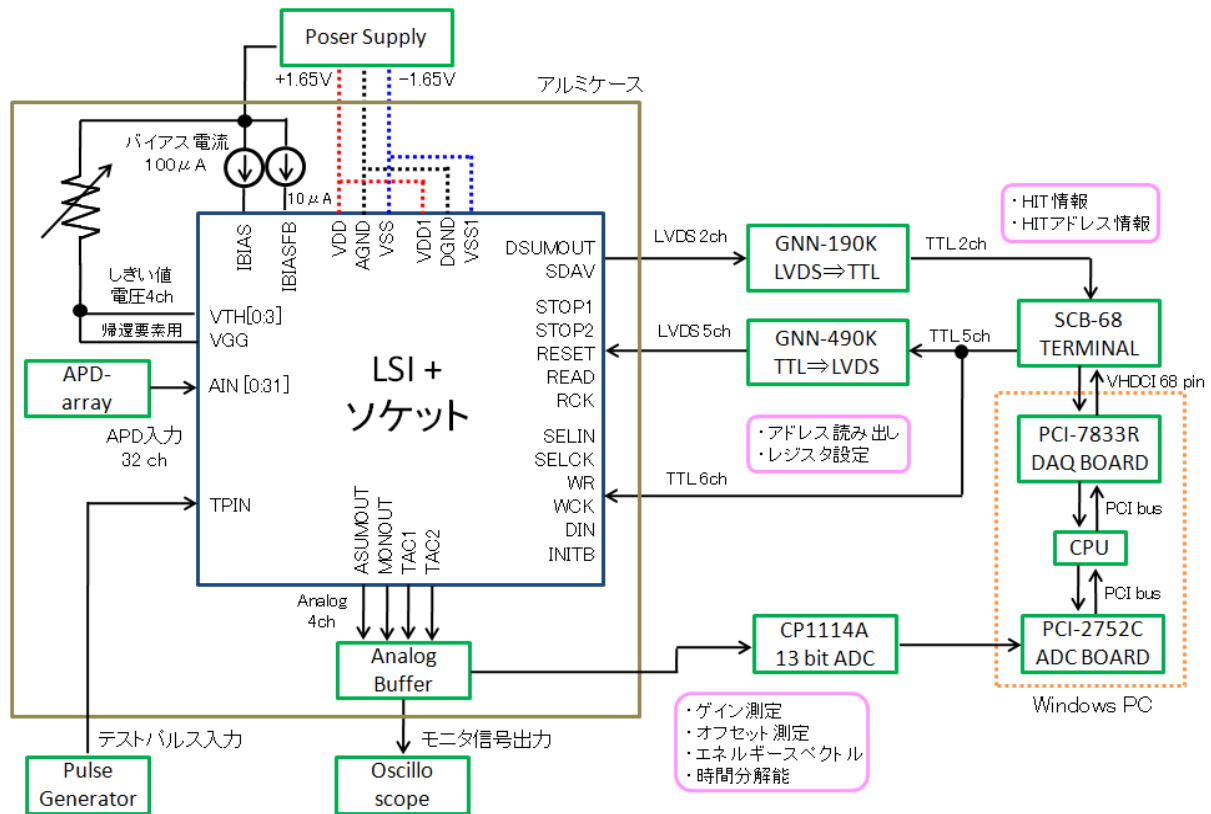 Poser Supply
+1.65V
−1.65V
アルミケース
バイアス電流
100μA
10μA
IBIAS
IBIASFB
VDD
AGND
VSS
VDD1
DGND
VSS1
しきい値
電圧4ch
帰還要素用
VTH[0:3]
VGG
APD-
array
AIN [0:31]
APD入力
32 ch
TPIN
LSI +
ソケット
DSUMOUT
SDAV
STOP1
STOP2
RESET
READ
RCK
SELIN
SELCK
WR
WCK
DIN
INITB
ASUMOUT
MONOUT
TAC1
TAC2
Analog
4ch
Analog
Buffer
テストパルス入力
モニタ信号出力
Pulse
Generator
Oscillo
scope
LVDS 2ch
GNN-190K
LVDS⇒TTL
TTL 2ch
・HIT情報
・HITアドレス情報
LVDS 5ch
GNN-490K
TTL⇒LVDS
TTL 5ch
SCB-68
TERMINAL
VHDCI 68 pin
・アドレス読み出し
・レジスタ設定
TTL 6ch
PCI-7833R
DAQ BOARD
PCI bus
CPU
PCI bus
CP1114A
13 bit ADC
PCI-2752C
ADC BOARD
Windows PC
・ゲイン測定
・オフセット測定
・エネルギースペクトル
・時間分解能